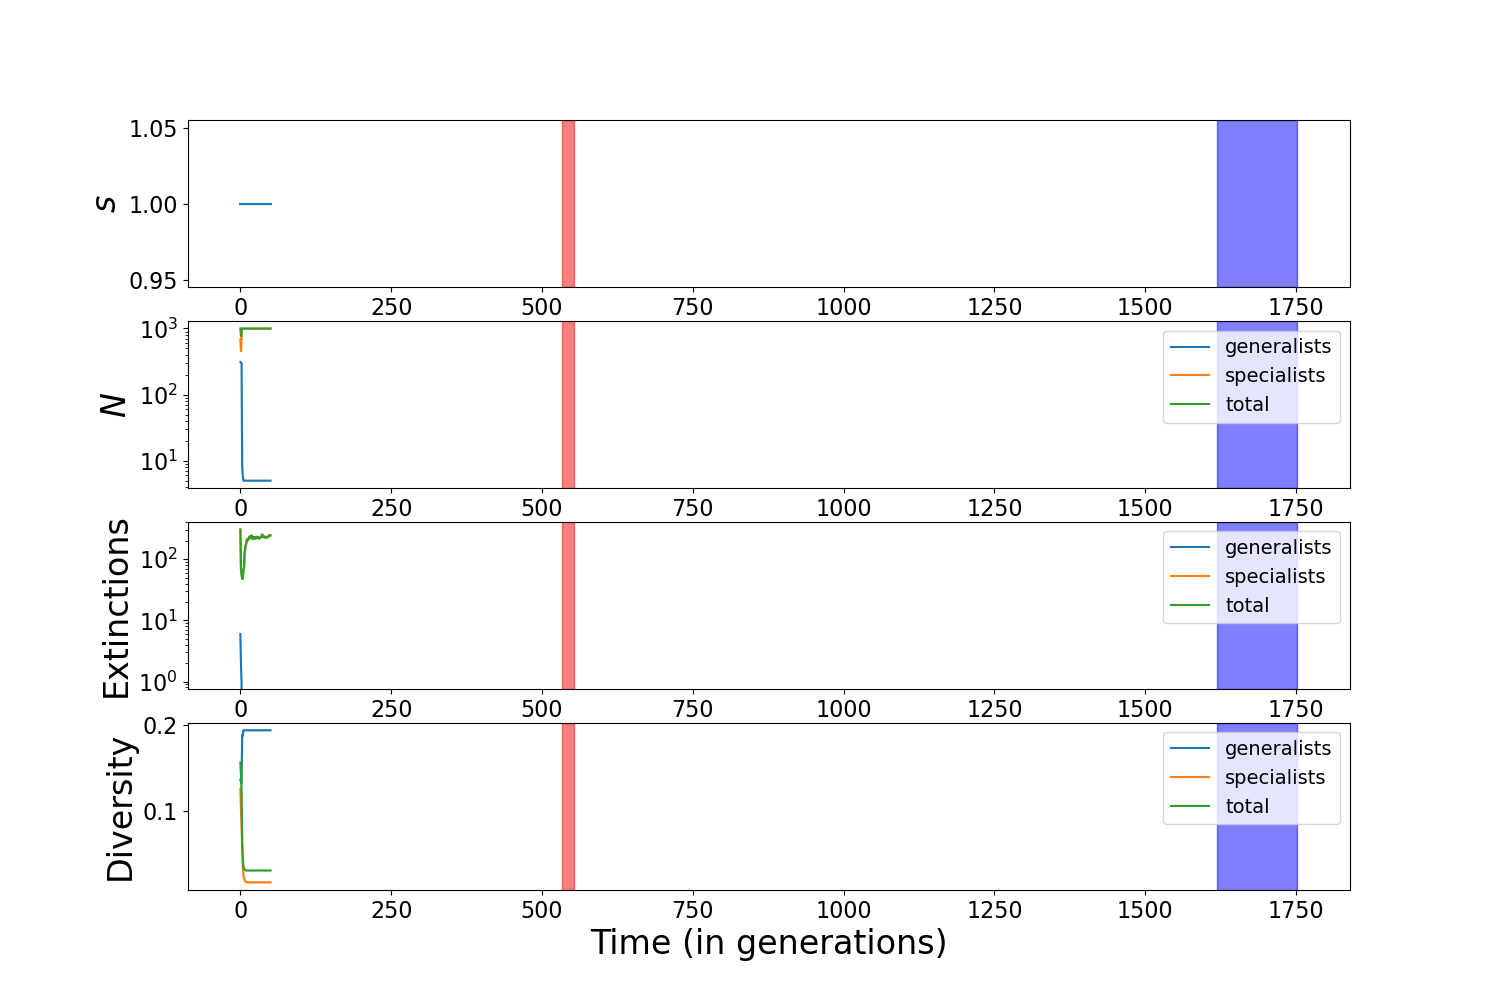 s
1.05
1.00
0.95
0 250 500 750 1000 1250 1500 1750
N
10³
10²
10¹
generalists
specialists
total
0 250 500 750 1000 1250 1500 1750
Extinctions
10²
10¹
10⁰
generalists
specialists
total
0 250 500 750 1000 1250 1500 1750
Diversity
0.2
0.1
generalists
specialists
total
0 250 500 750 1000 1250 1500 1750
Time (in generations)